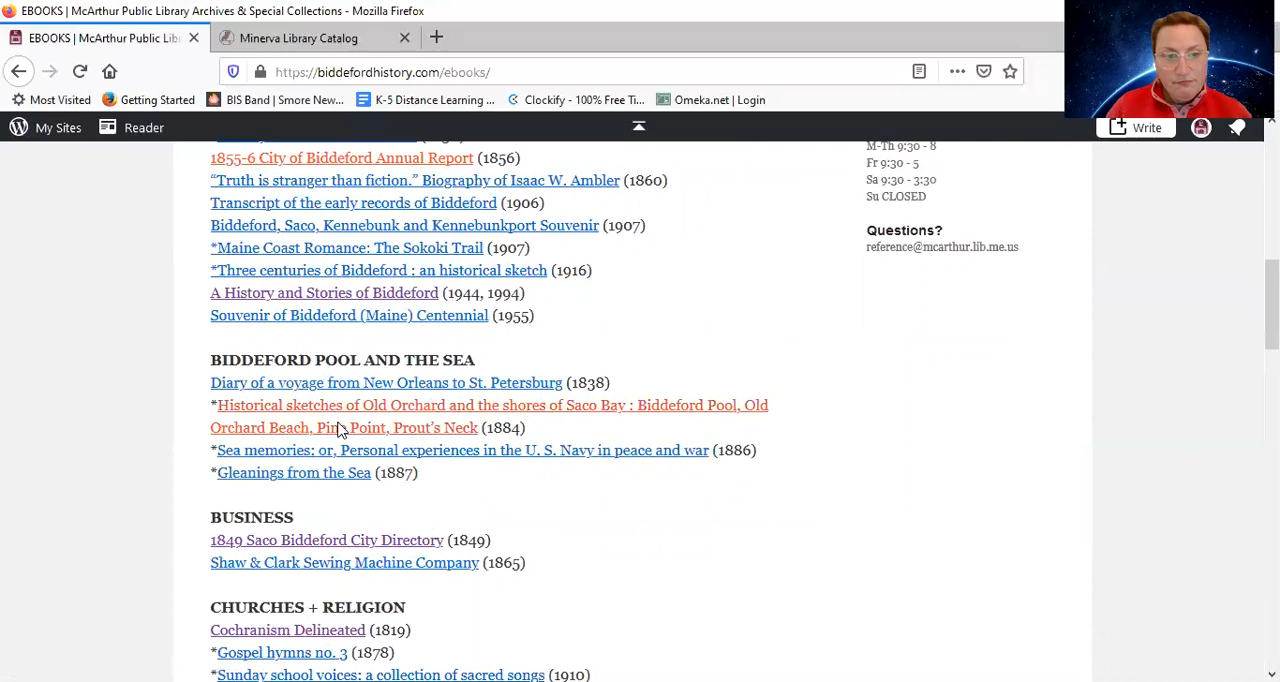 EBOOKS | McArthur Public Library Archives & Special Collections - Mozilla Firefox
EBOOKS | McArthur Public Lib
Minerva Library Catalog
https://biddefordhistory.com/ebooks/
Most Visited
Getting Started
BIS Band | Smore New...
K-5 Distance Learning ...
Clockify - 100% Free Ti...
Omeka.net | Login
My Sites
Reader
Write
1855-6 City of Biddeford Annual Report (1856)
“Truth is stranger than fiction.” Biography of Isaac W. Ambler (1860)
Transcript of the early records of Biddeford (1906)
Biddeford, Saco, Kennebunk and Kennebunkport Souvenir (1907)
*Maine Coast Romance: The Sokoki Trail (1907)
*Three centuries of Biddeford : an historical sketch (1916)
A History and Stories of Biddeford (1944, 1994)
Souvenir of Biddeford (Maine) Centennial (1955)
BIDDEFORD POOL AND THE SEA
Diary of a voyage from New Orleans to St. Petersburg (1838)
*Historical sketches of Old Orchard and the shores of Saco Bay : Biddeford Pool, Old
Orchard Beach, Pine Point, Prout’s Neck (1884)
*Sea memories: or, Personal experiences in the U. S. Navy in peace and war (1886)
*Gleanings from the Sea (1887)
BUSINESS
1849 Saco Biddeford City Directory (1849)
Shaw & Clark Sewing Machine Company (1865)
CHURCHES + RELIGION
Cochranism Delineated (1819)
*Gospel hymns no. 3 (1878)
*Sunday school voices: a collection of sacred songs (1910)
M-Th 9:30 - 8
Fr 9:30 - 5
Sa 9:30 - 3:30
Su CLOSED
Questions?
reference@mcarthur.lib.me.us